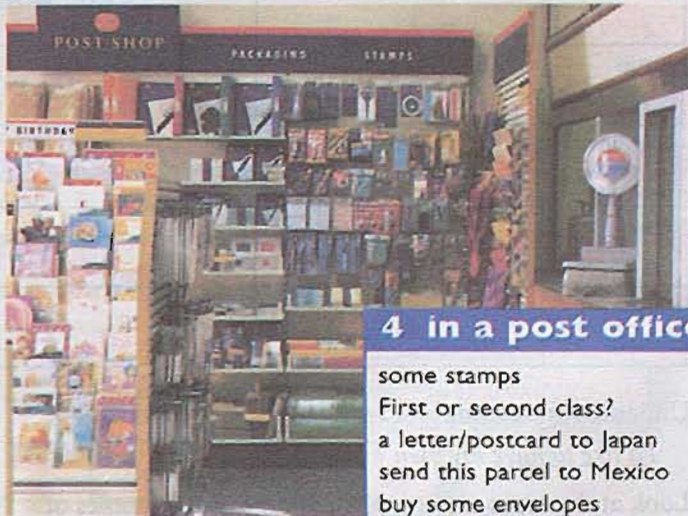 POST SHOP
PACKAGING STAMPS
BIRTHDAY
4 in a post office
some stamps
First or second class?
a letter/postcard to Japan
send this parcel to Mexico
buy some envelopes